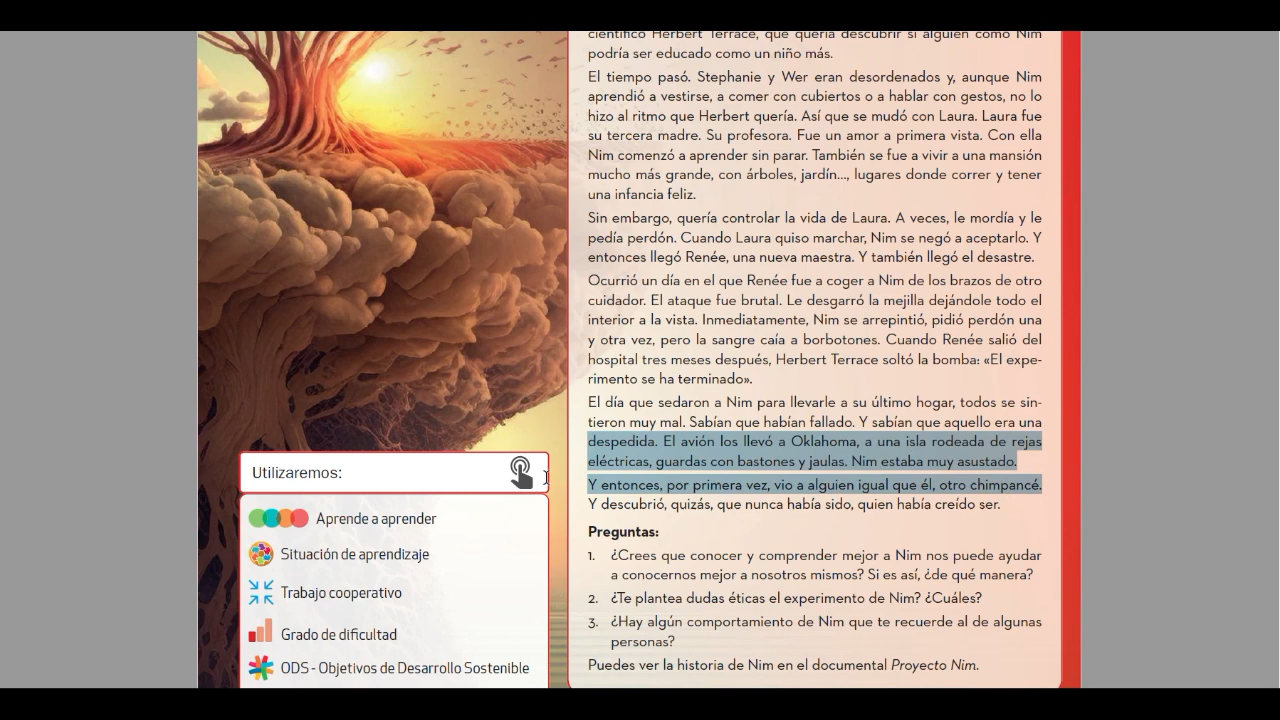 científico Herbert Terrace, que quería descubrir si alguien como Nim
podría ser educado como un niño más.
El tiempo pasó. Stephanie y Wer eran desordenados y, aunque Nim
aprendió a vestirse, a comer con cubiertos o a hablar con gestos, no lo
hizo al ritmo que Herbert quería. Así que se mudó con Laura. Laura fue
su tercera madre. Su profesora. Fue un amor a primera vista. Con ella
Nim comenzó a aprender sin parar. También se fue a vivir a una mansión
mucho más grande, con árboles, jardín..., lugares donde correr y tener
una infancia feliz.
Sin embargo, quería controlar la vida de Laura. A veces, le mordía y le
pedía perdón. Cuando Laura quiso marchar, Nim se negó a aceptarlo. Y
entonces llegó Renée, una nueva maestra. Y también llegó el desastre.
Ocurrió un día en el que Renée fue a coger a Nim de los brazos de otro
cuidador. El ataque fue brutal. Le desgarró la mejilla dejándole todo el
interior a la vista. Inmediatamente, Nim se arrepintió, pidió perdón una
y otra vez, pero la sangre caía a borbotones. Cuando Renée salió del
hospital tres meses después, Herbert Terrace soltó la bomba: «El expe-
rimento se ha terminado».
El día que sedaron a Nim para llevarle a su último hogar, todos se sin-
tieron muy mal. Sabían que habían fallado. Y sabían que aquello era una
despedida. El avión los llevó a Oklahoma, a una isla rodeada de rejas
eléctricas, guardas con bastones y jaulas. Nim estaba muy asustado.
Y entonces, por primera vez, vio a alguien igual que él, otro chimpancé.
Y descubrió, quizás, que nunca había sido, quien había creído ser.
Preguntas:
1. ¿Crees que conocer y comprender mejor a Nim nos puede ayudar
a conocernos mejor a nosotros mismos? Si es así, ¿de qué manera?
2. ¿Te plantea dudas éticas el experimento de Nim? ¿Cuáles?
3. ¿Hay algún comportamiento de Nim que te recuerde al de algunas
personas?
Puedes ver la historia de Nim en el documental Proyecto Nim.
Utilizaremos:
Aprende a aprender
Situación de aprendizaje
Trabajo cooperativo
Grado de dificultad
ODS - Objetivos de Desarrollo Sostenible